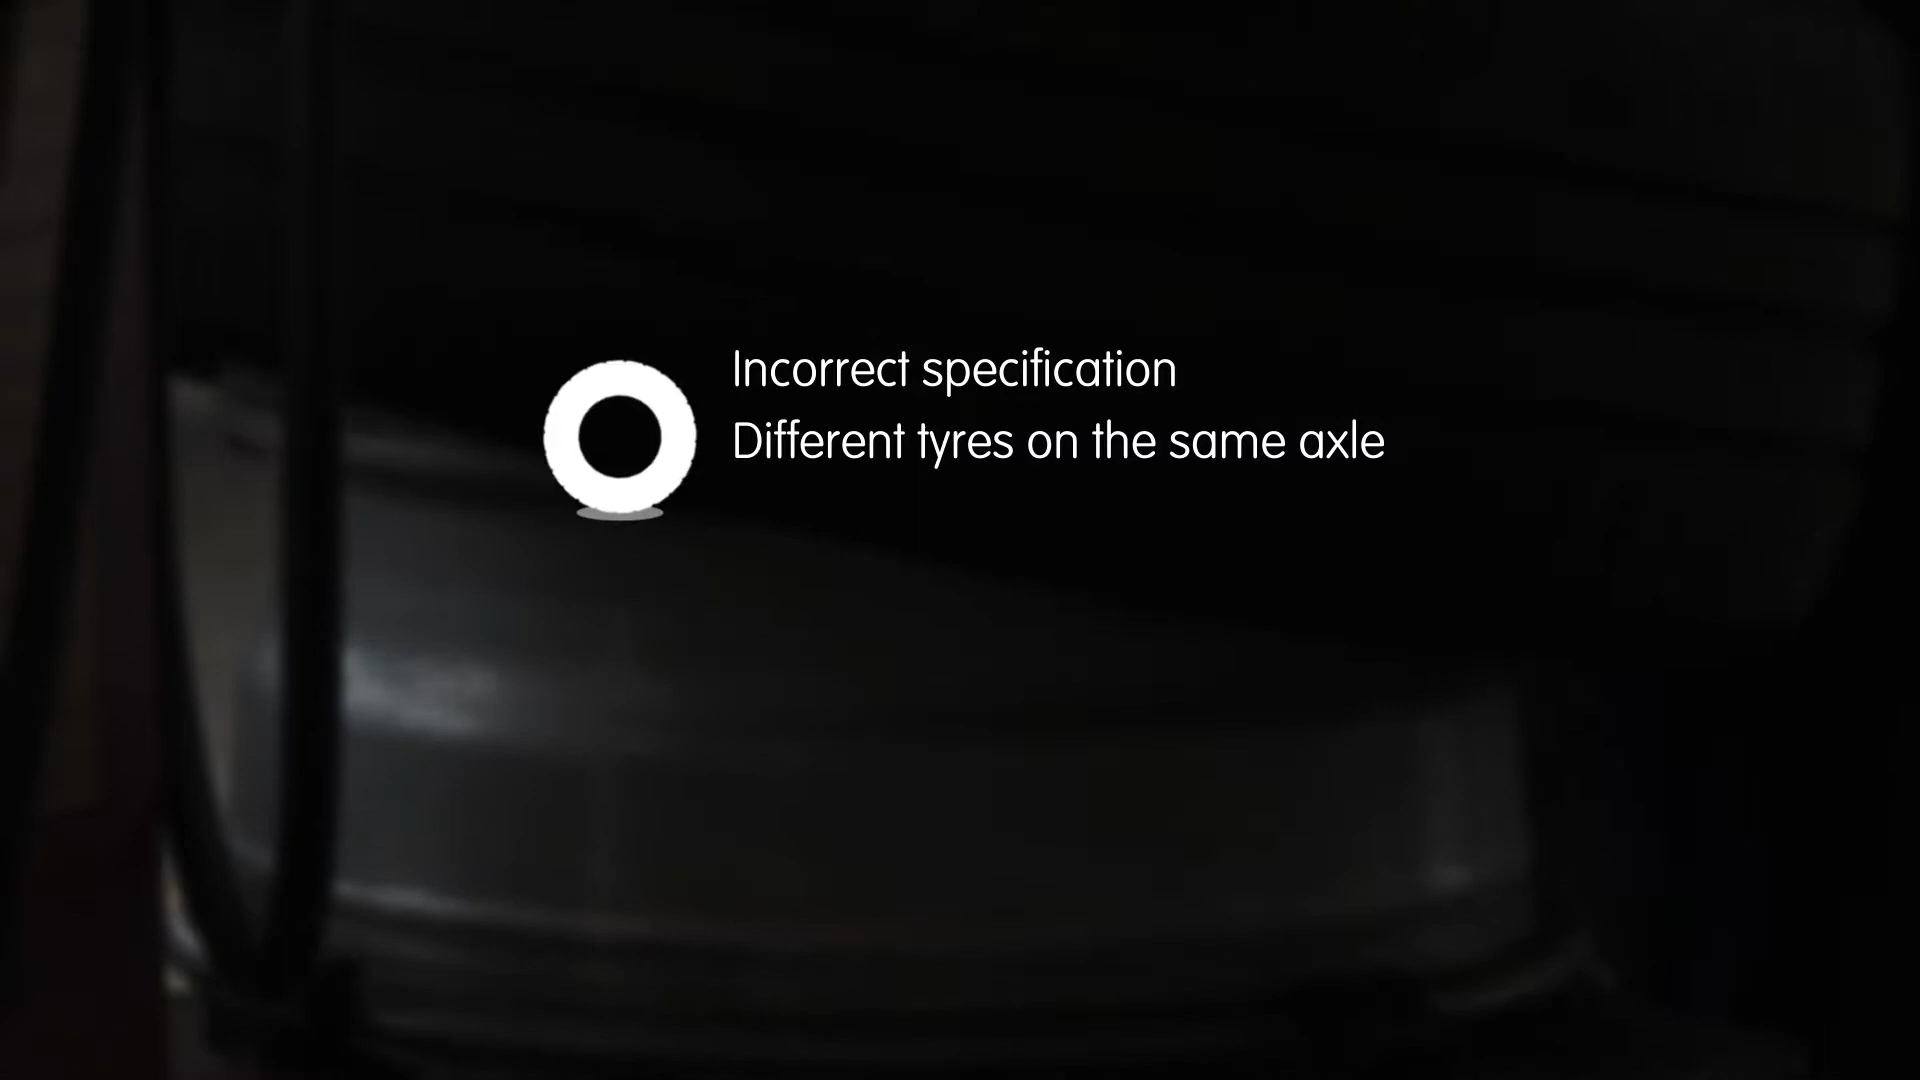 Incorrect specification
Different tyres on the same axle